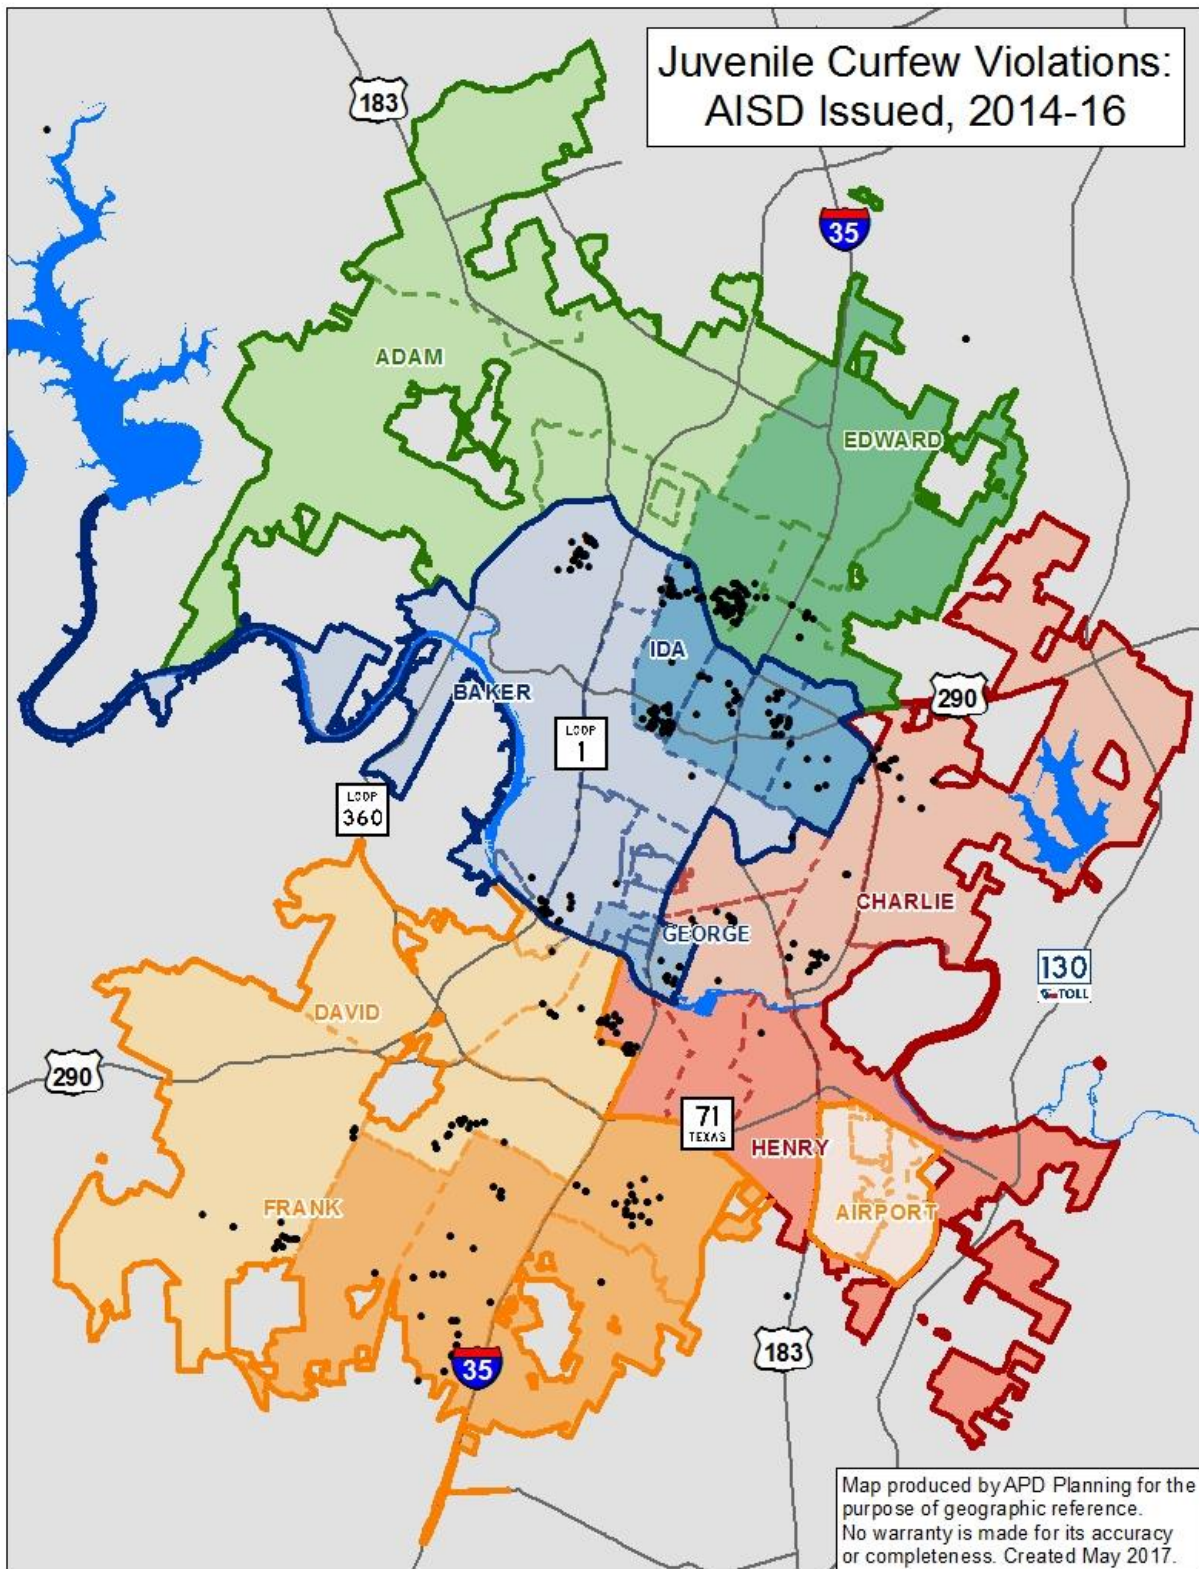 Juvenile Curfew Violations:
AISD Issued, 2014-16
183
35
ADAM
EDWARD
IDA
BAKER
290
LOOP
1
LOOP
360
CHARLIE
GEORGE
130
TOLL
DAVID
290
71
TEXAS
HENRY
FRANK
AIRPORT
183
35
Map produced by APD Planning for the
purpose of geographic reference.
No warranty is made for its accuracy
or completeness. Created May 2017.